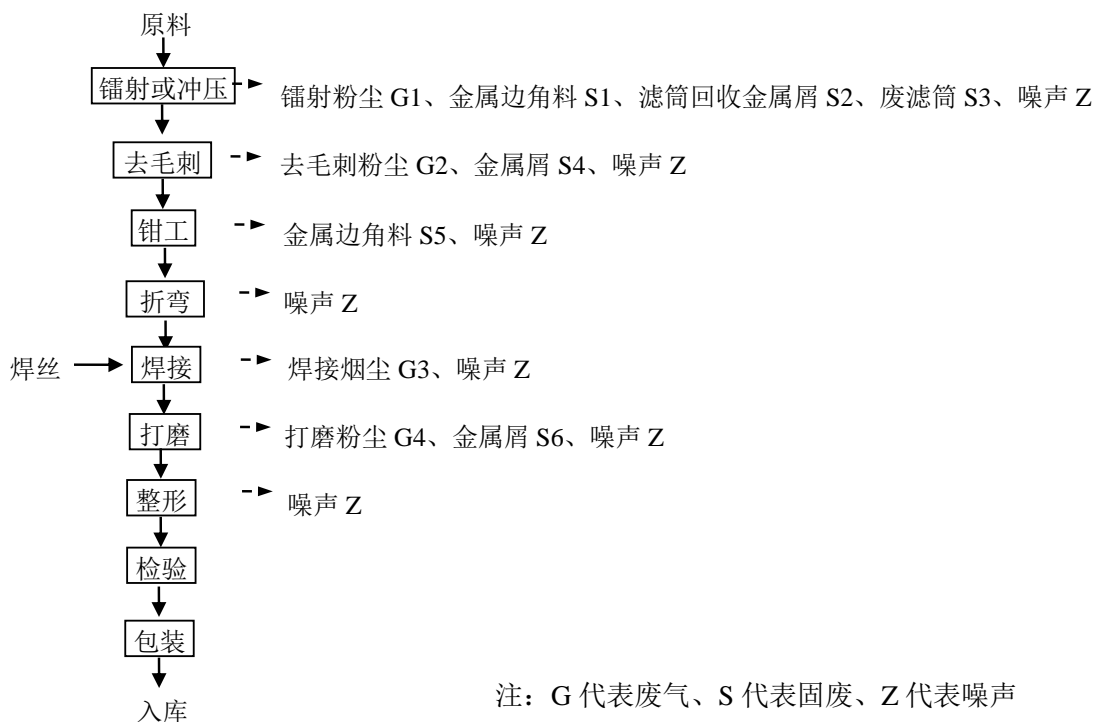 原料
镭射或冲压
镭射粉尘 G1、金属边角料 S1、滤筒回收金属屑 S2、废滤筒 S3、噪声 Z
去毛刺
去毛刺粉尘 G2、金属屑 S4、噪声 Z
钳工
金属边角料 S5、噪声 Z
折弯
噪声 Z
焊丝
焊接
焊接烟尘 G3、噪声 Z
打磨
打磨粉尘 G4、金属屑 S6、噪声 Z
整形
噪声 Z
检验
包装
入库
注：G 代表废气、S 代表固废、Z 代表噪声